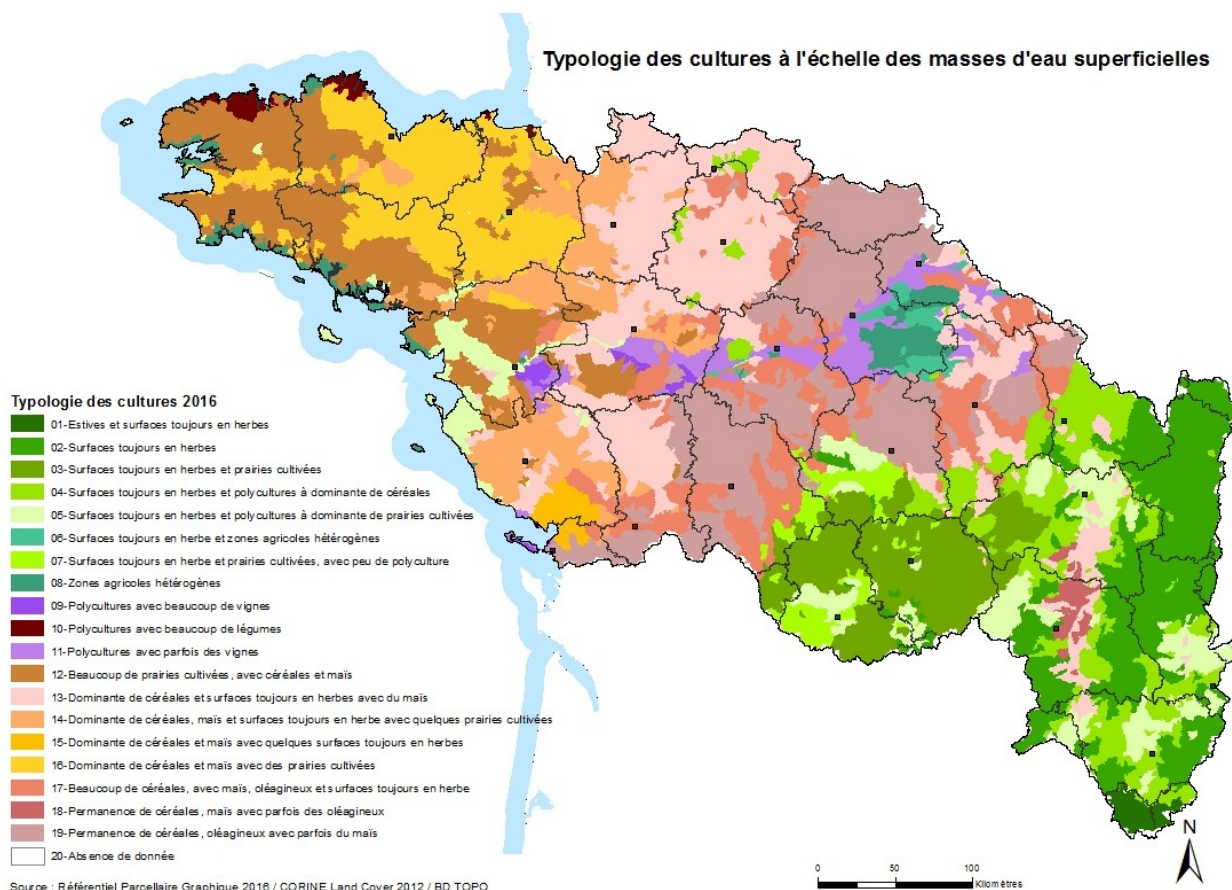 Typologie des cultures à l'échelle des masses d'eau superficielles
Typologie des cultures 2016
01-Estives et surfaces toujours en herbes
02-Surfaces toujours en herbes
03-Surfaces toujours en herbes et prairies cultivées
04-Surfaces toujours en herbes et polycultures à dominante de céréales
05-Surfaces toujours en herbes et polycultures à dominante de prairies cultivées
06-Surfaces toujours en herbe et zones agricoles hétérogènes
07-Surfaces toujours en herbe et prairies cultivées, avec peu de polyculture
08-Zones agricoles hétérogènes
09-Polycultures avec beaucoup de vignes
10-Polycultures avec beaucoup de légumes
11-Polycultures avec parfois des vignes
12-Beaucoup de prairies cultivées, avec céréales et maïs
13-Dominante de céréales et surfaces toujours en herbes avec du maïs
14-Dominante de céréales, maïs et surfaces toujours en herbe avec quelques prairies cultivées
15-Dominante de céréales et maïs avec quelques surfaces toujours en herbes
16-Dominante de céréales et maïs avec des prairies cultivées
17-Beaucoup de céréales, avec maïs, oléagineux et surfaces toujours en herbe
18-Permanence de céréales, maïs avec parfois des oléagineux
19-Permanence de céréales, oléagineux avec parfois du maïs
20-Absence de donnée
N
0 50 100
Kilomètres
Source : Référentiel Parcellaire Graphique 2016 / CORINE Land Cover 2012 / BD TOPO